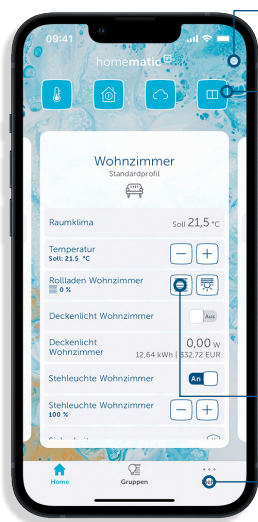 09:41
homematic IP
Wohnzimmer
Standardprofil
Raumklima
Soll 21,5 °C
Temperatur
Soll: 21.5 °C
Rollladen Wohnzimmer
0 %
Deckenlicht Wohnzimmer
Aus
Deckenlicht
Wohnzimmer
0,00 W
12,64 kWh | 332,72 EUR
Stehleuchte Wohnzimmer
An
Stehleuchte Wohnzimmer
100 %
Home
Gruppen